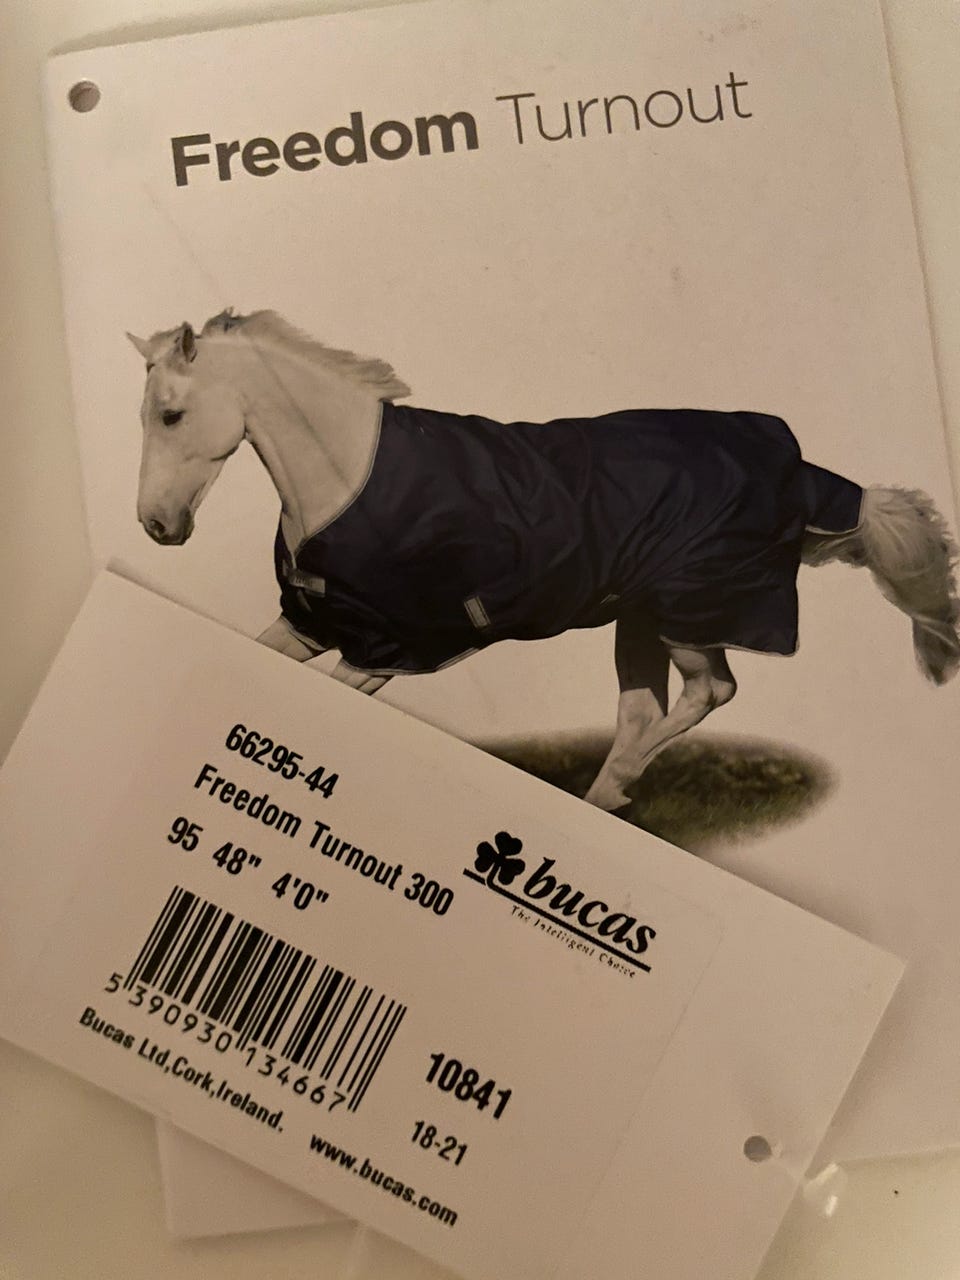 Freedom Turnout
66295-44
Freedom Turnout 300
95 48" 4'0"
bucas
The Intelligent Choice
5 390930 134667
10841
18-21
Bucas Ltd,Cork,Ireland. www.bucas.com